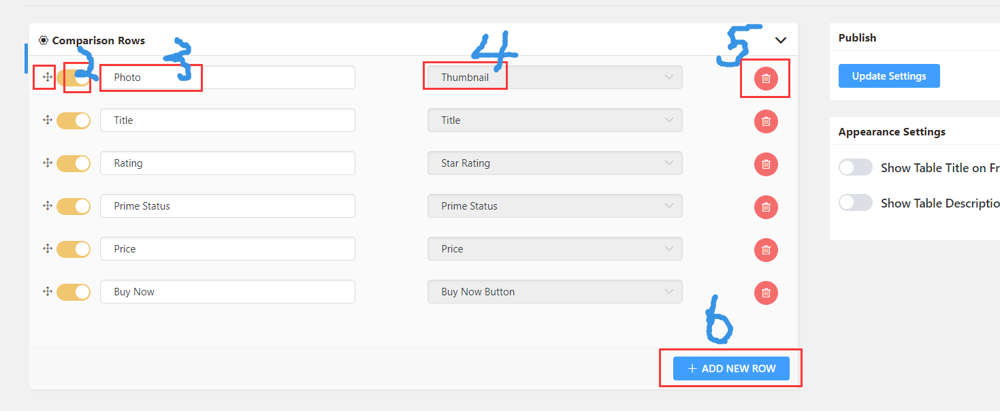 Comparison Rows
Publish
1 2 3 4 5
Photo Thumbnail
Update Settings
Title Title
Appearance Settings
Rating Star Rating
Show Table Title on Fr
Prime Status Prime Status
Show Table Descriptio
Price Price
Buy Now Buy Now Button
6
+ ADD NEW ROW